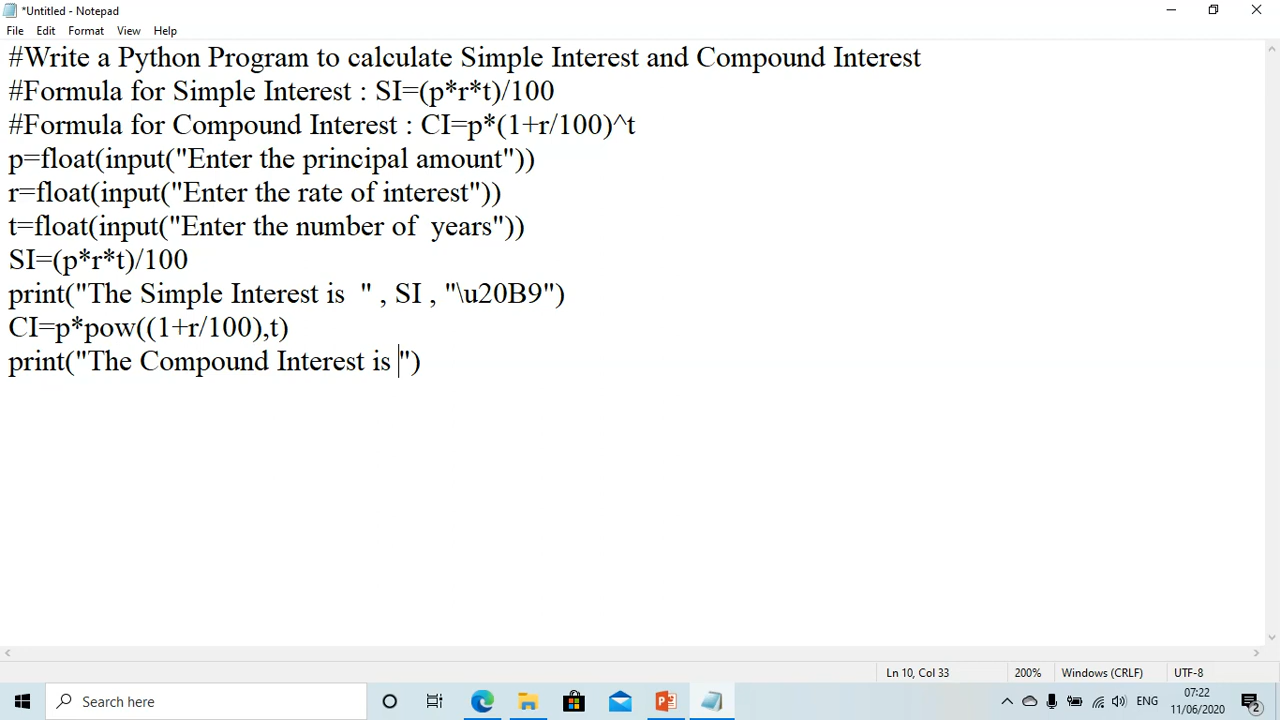 *Untitled - Notepad
File Edit Format View Help
#Write a Python Program to calculate Simple Interest and Compound Interest
#Formula for Simple Interest : SI=(p*r*t)/100
#Formula for Compound Interest : CI=p*(1+r/100)^t
p=float(input("Enter the principal amount"))
r=float(input("Enter the rate of interest"))
t=float(input("Enter the number of  years"))
SI=(p*r*t)/100
print("The Simple Interest is  " , SI , "\u20B9")
CI=p*pow((1+r/100),t)
print("The Compound Interest is ")
Ln 10, Col 33 200% Windows (CRLF) UTF-8
Search here
ENG
07:22
11/06/2020
2